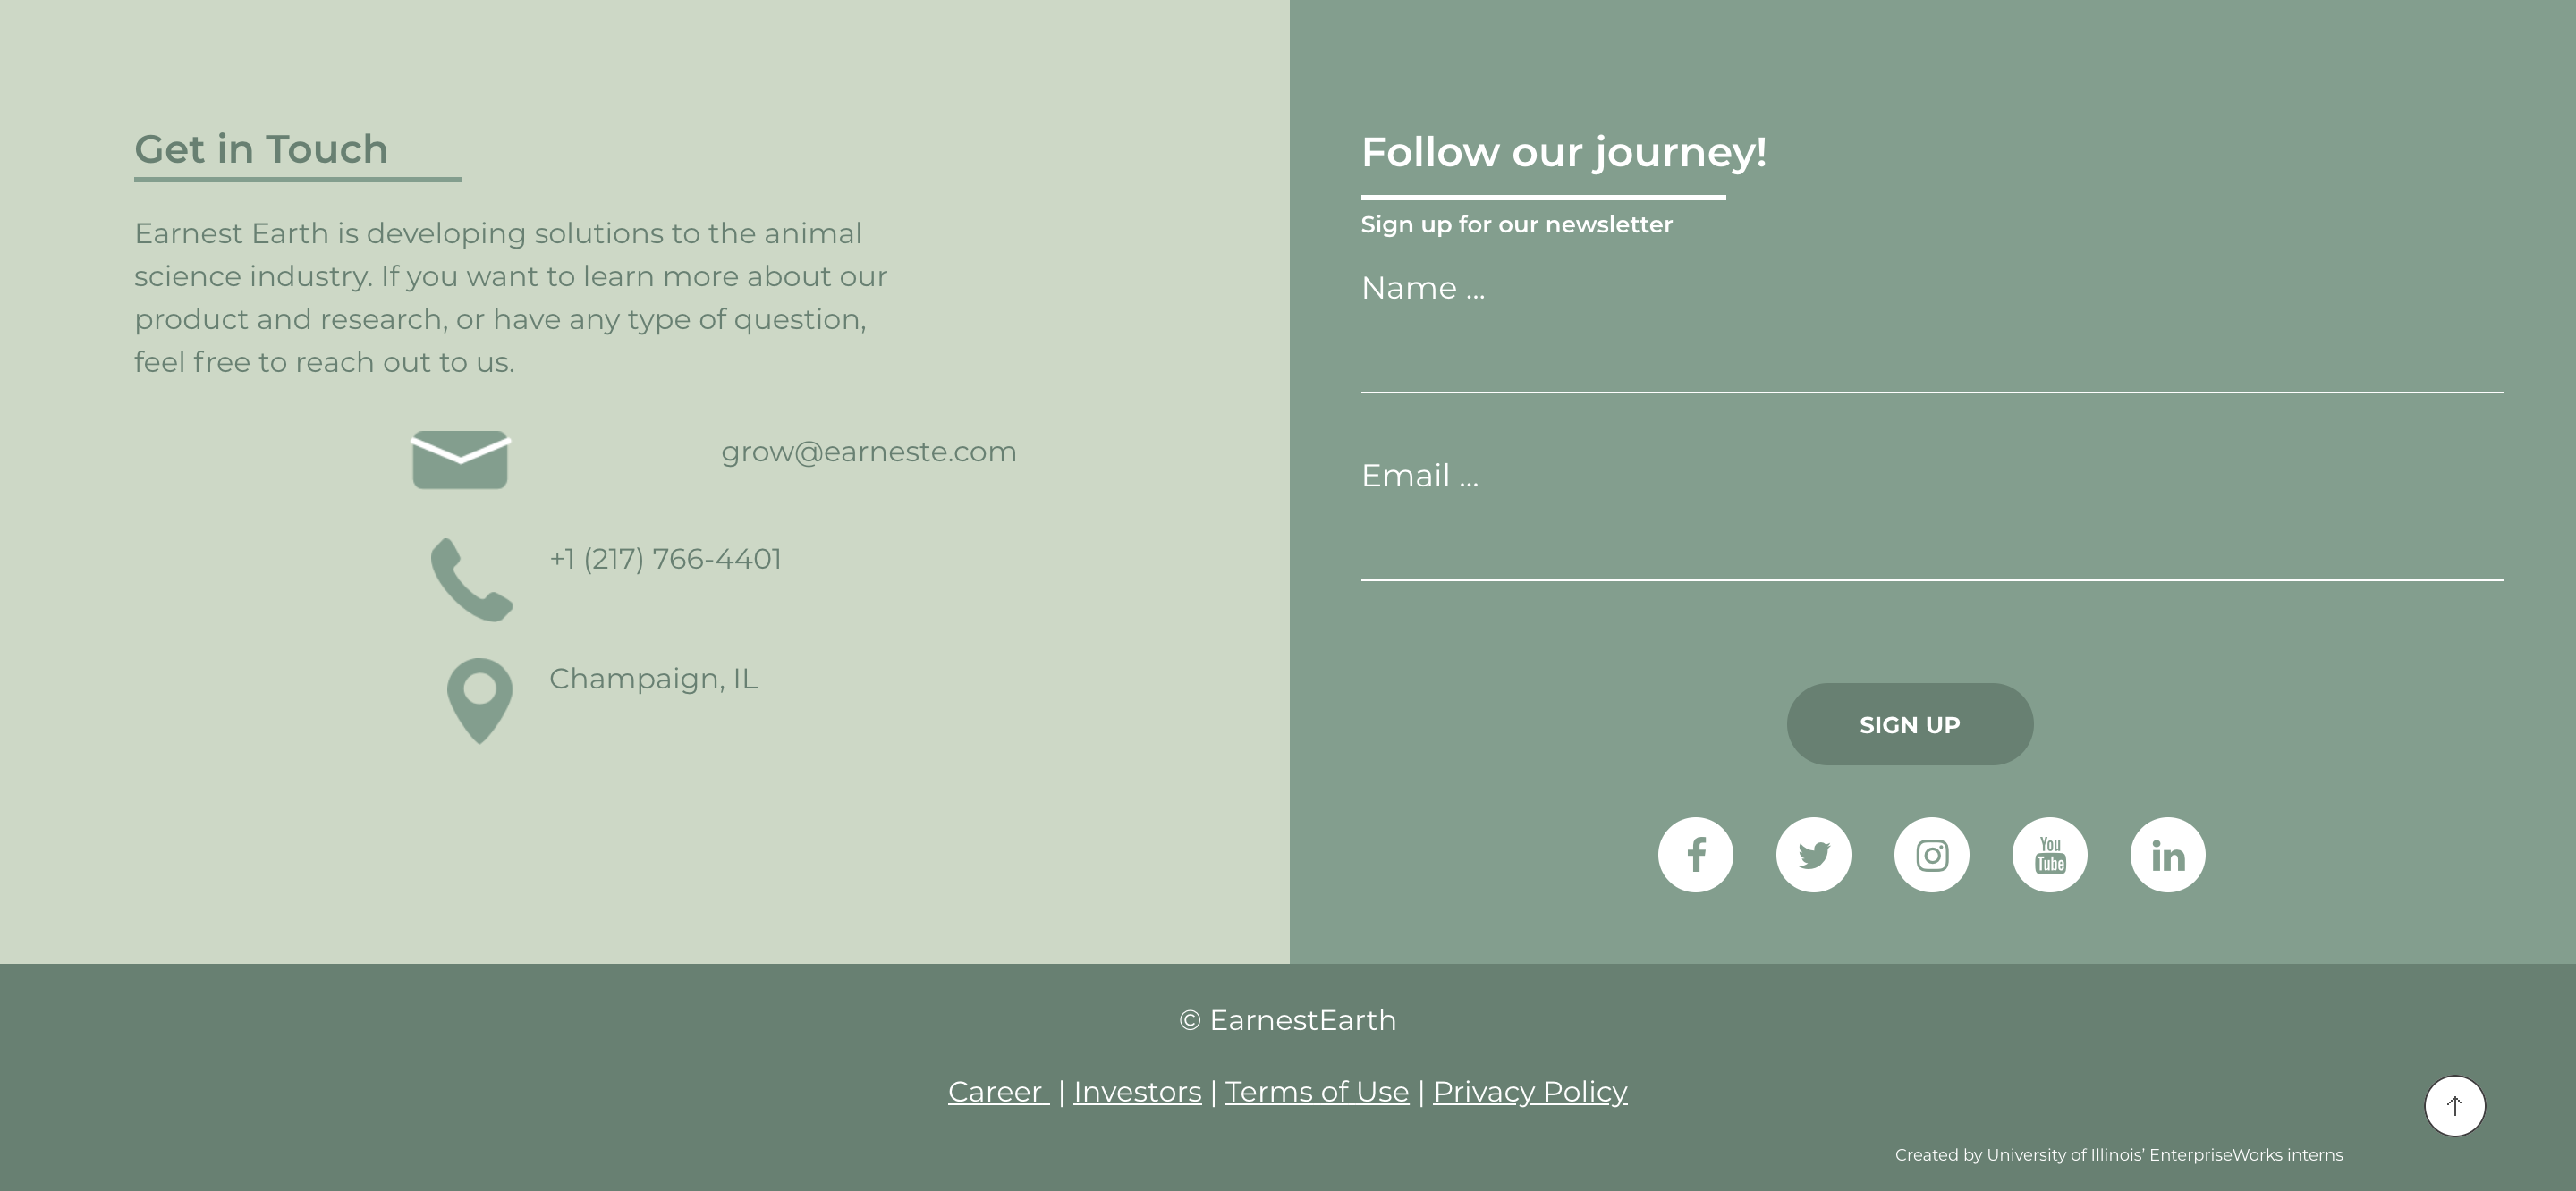 Get in Touch
Earnest Earth is developing solutions to the animal
science industry. If you want to learn more about our
product and research, or have any type of question,
feel free to reach out to us.
grow@earneste.com
+1 (217) 766-4401
Champaign, IL
Follow our journey!
Sign up for our newsletter
Name ...
Email ...
SIGN UP
f
You
Tube
in
© EarnestEarth
Career | Investors | Terms of Use | Privacy Policy
Created by University of Illinois’ EnterpriseWorks interns